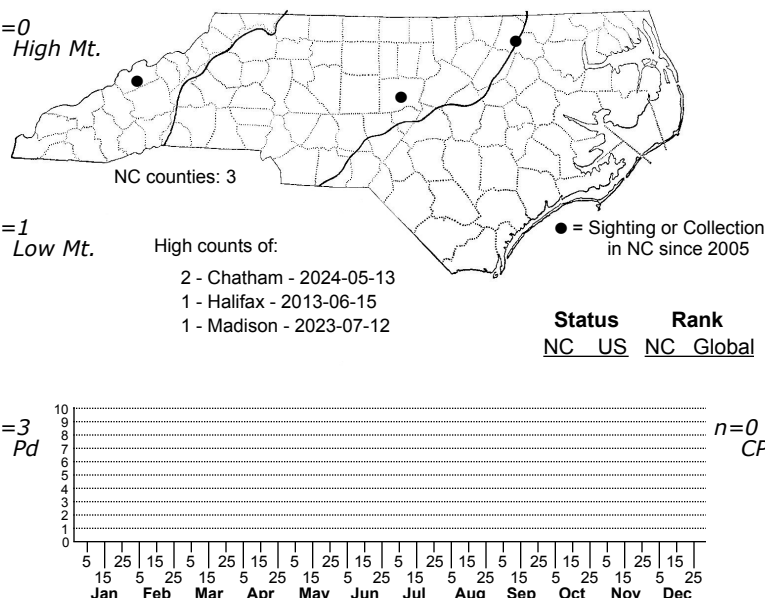 =0
High Mt.
NC counties: 3
=1
Low Mt.
High counts of:
2 - Chatham - 2024-05-13
1 - Halifax - 2013-06-15
1 - Madison - 2023-07-12
● = Sighting or Collection
in NC since 2005
Status Rank
NC US NC Global
=3
Pd
n=0
CP
10
9
8
7
6
5
4
3
2
1
0
5 25 15 5 25 15 5 25 15 5 25 15 5 25 15 5 25 15
15 5 25 15 5 25 15 5 25 15 5 25 15 5 25 15 5 25
Jan Feb Mar Apr May Jun Jul Aug Sep Oct Nov Dec